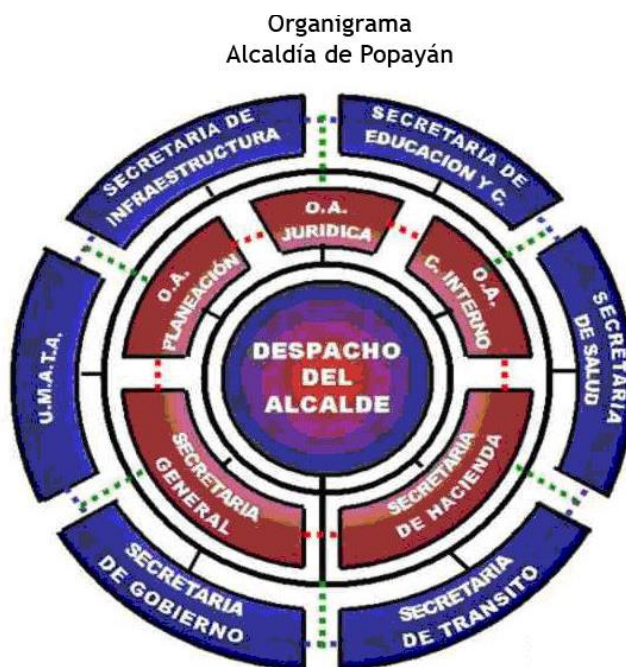 Organigrama
Alcaldía de Popayán
SECRETARIA DE
INFRAESTRUCTURA
SECRETARIA DE
EDUCACION Y C.
O.A.
JURIDICA
O.A.
PLANEACIÓN
O.A.
C. INTERNO
U.M.A.T.A.
DESPACHO
DEL
ALCALDE
SECRETARIA
DE SALUD
SECRETARIA
GENERAL
SECRETARIA
DE HACIENDA
SECRETARIA
DE GOBIERNO
SECRETARIA
DE TRANSITO